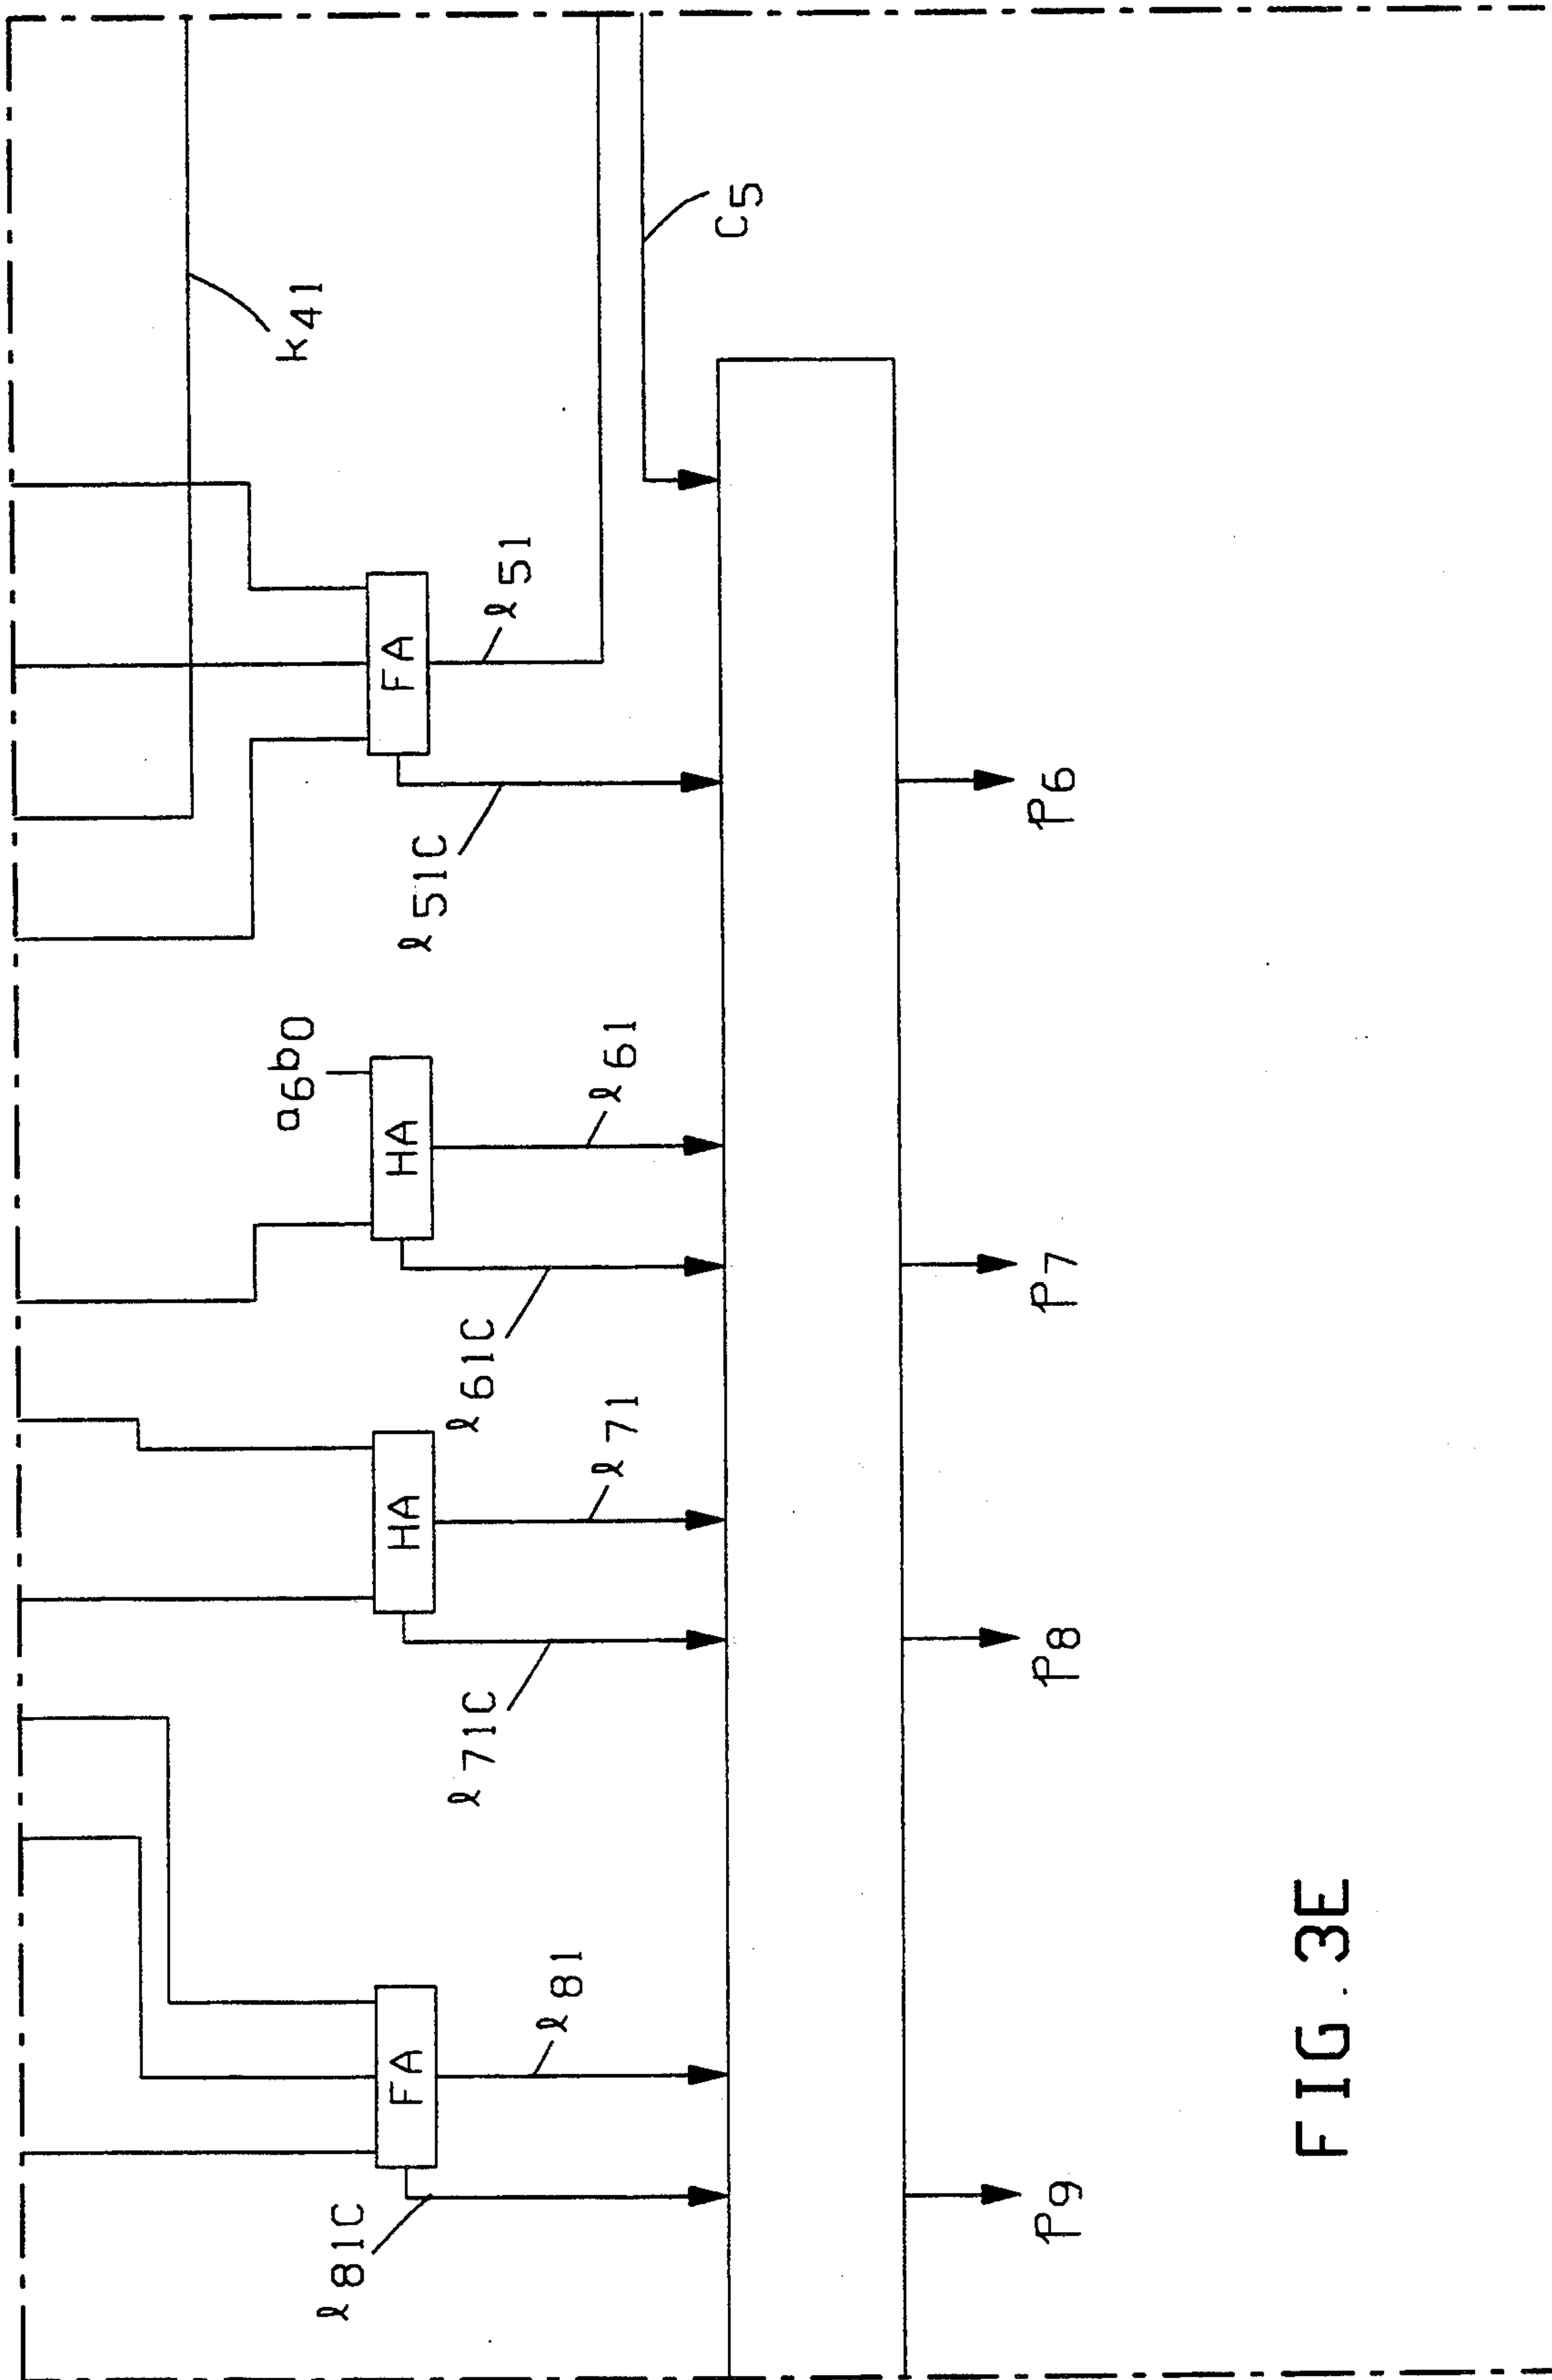 k41
a6b0
ℓ81C
FA HA HA FA
ℓ51C
ℓ71C ℓ61C
ℓ51
ℓ81
ℓ71 ℓ61
C5
P9 P8 P7 P6
FIG. 3E